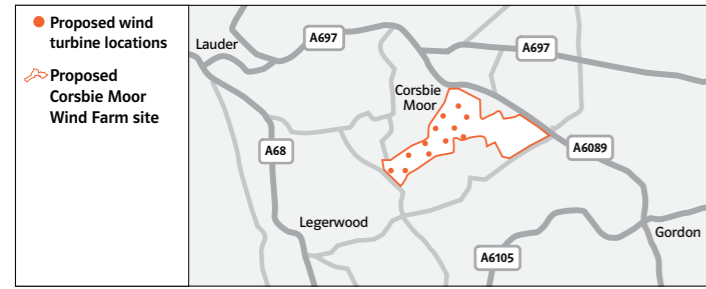 Proposed wind
turbine locations
Proposed
Corsbie Moor
Wind Farm site
Lauder
A697
A697
Corsbie
Moor
A68
A6089
Legerwood
Gordon
A6105